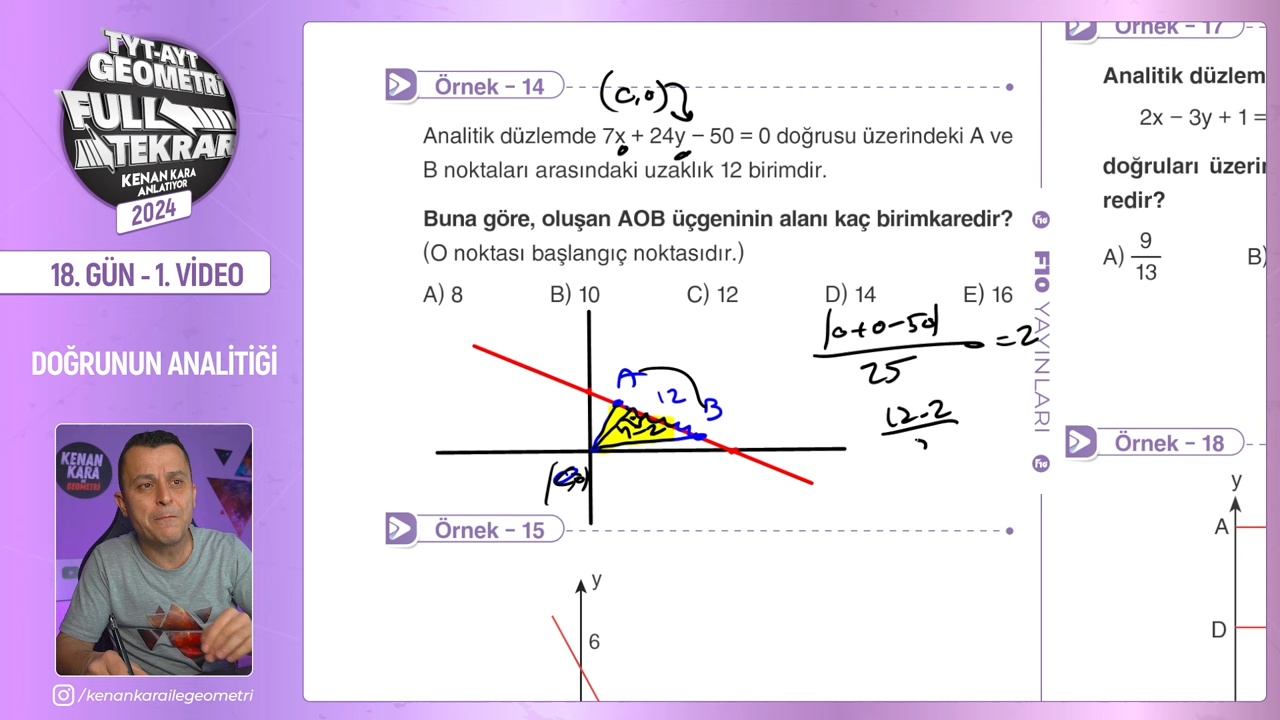 TYT-AYT
GEOMETRİ
FULL
TEKRAR
KENAN KARA
ANLATIYOR
2024
18. GÜN - 1. VİDEO
DOĞRUNUN ANALİTİĞİ
KENAN
KARA
GEOMETRİ
/kenankarailegeometri
Örnek – 14
(0,0)
Analitik düzlemde 7x + 24y – 50 = 0 doğrusu üzerindeki A ve
B noktaları arasındaki uzaklık 12 birimdir.
Buna göre, oluşan AOB üçgeninin alanı kaç birimkaredir?
(O noktası başlangıç noktasıdır.)
A) 8 B) 10 C) 12 D) 14 E) 16
|0+0-50|
25
=2
12.2
A
12
B
Örnek – 15
y
6
F10 YAYINLARI
Örnek – 17
Analitik düzlem
2x – 3y + 1 =
doğruları üzerin
redir?
A) 9
13
B)
Örnek – 18
y
A
D